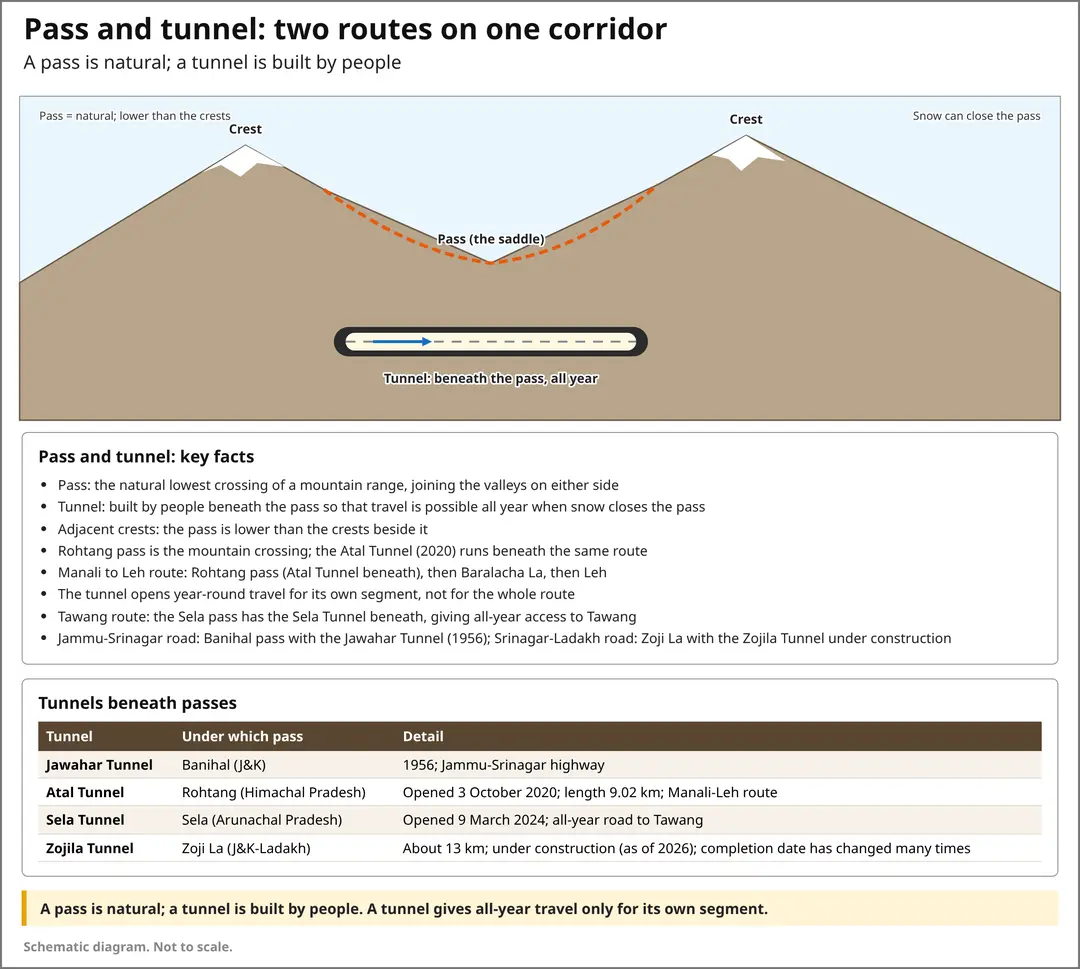 Pass and tunnel: two routes on one corridor
A pass is natural; a tunnel is built by people
Pass = natural; lower than the crests
Crest
Crest
Snow can close the pass
Pass (the saddle)
Tunnel: beneath the pass, all year
Pass and tunnel: key facts
• Pass: the natural lowest crossing of a mountain range, joining the valleys on either side
• Tunnel: built by people beneath the pass so that travel is possible all year when snow closes the pass
• Adjacent crests: the pass is lower than the crests beside it
• Rohtang pass is the mountain crossing; the Atal Tunnel (2020) runs beneath the same route
• Manali to Leh route: Rohtang pass (Atal Tunnel beneath), then Baralacha La, then Leh
• The tunnel opens year-round travel for its own segment, not for the whole route
• Tawang route: the Sela pass has the Sela Tunnel beneath, giving all-year access to Tawang
• Jammu-Srinagar road: Banihal pass with the Jawahar Tunnel (1956); Srinagar-Ladakh road: Zoji La with the Zojila Tunnel under construction
Tunnels beneath passes
Tunnel Under which pass Detail
Jawahar Tunnel Banihal (J&K) 1956; Jammu-Srinagar highway
Atal Tunnel Rohtang (Himachal Pradesh) Opened 3 October 2020; length 9.02 km; Manali-Leh route
Sela Tunnel Sela (Arunachal Pradesh) Opened 9 March 2024; all-year road to Tawang
Zojila Tunnel Zoji La (J&K-Ladakh) About 13 km; under construction (as of 2026); completion date has changed many times
A pass is natural; a tunnel is built by people. A tunnel gives all-year travel only for its own segment.
Schematic diagram. Not to scale.